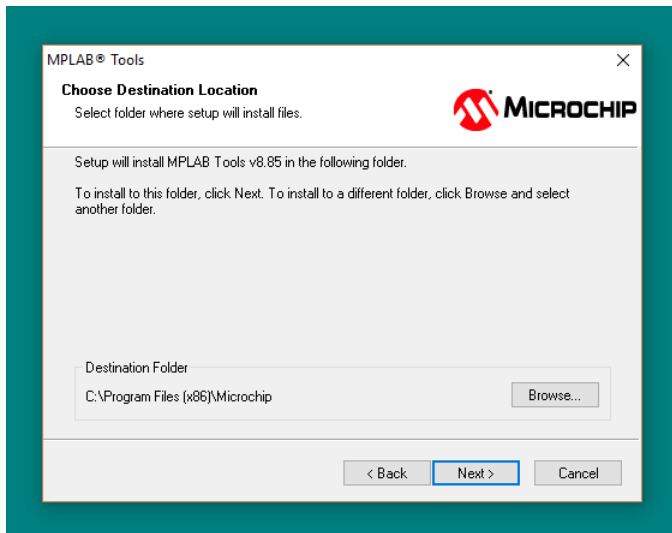 MPLAB® Tools
Choose Destination Location
Select folder where setup will install files.
MICROCHIP
Setup will install MPLAB Tools v8.85 in the following folder.
To install to this folder, click Next. To install to a different folder, click Browse and select
another folder.
Destination Folder
C:\Program Files (x86)\Microchip
Browse...
< Back
Next >
Cancel